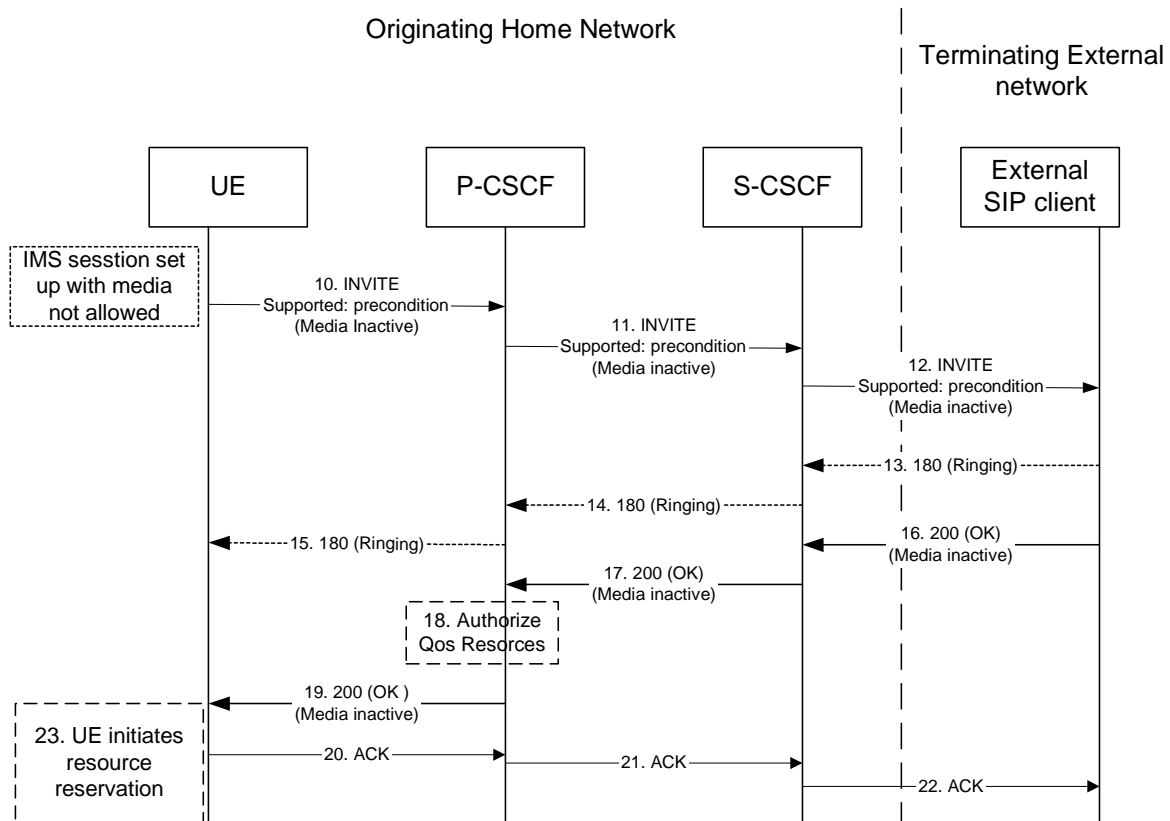 Originating Home Network
Terminating External
network
UE
P-CSCF
S-CSCF
External
SIP client
IMS sesstion set
up with media
not allowed
10. INVITE
Supported: precondition
(Media Inactive)
11. INVITE
Supported: precondition
(Media inactive)
12. INVITE
Supported: precondition
(Media inactive)
13. 180 (Ringing)
14. 180 (Ringing)
15. 180 (Ringing)
16. 200 (OK)
(Media inactive)
17. 200 (OK)
(Media inactive)
18. Authorize
Qos Resorces
19. 200 (OK )
(Media inactive)
23. UE initiates
resource
reservation
20. ACK
21. ACK
22. ACK